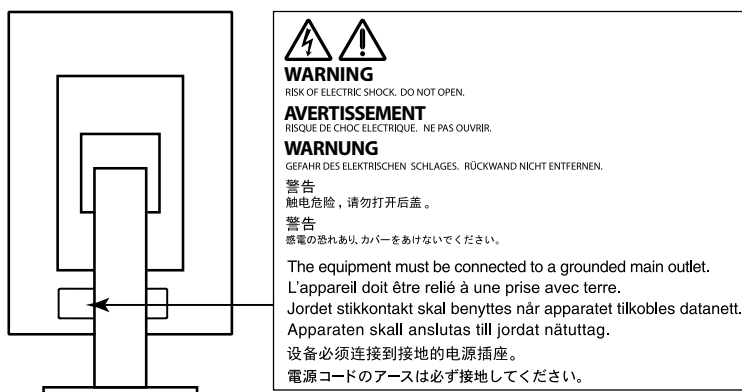 WARNING
RISK OF ELECTRIC SHOCK. DO NOT OPEN.
AVERTISSEMENT
RISQUE DE CHOC ELECTRIQUE. NE PAS OUVRIR.
WARNUNG
GEFAHR DES ELEKTRISCHEN SCHLAGES. RÜCKWAND NICHT ENTFERNEN.
警告
触电危险，请勿打开后盖。
警告
感電の恐れあり、カバーをあけないでください。
The equipment must be connected to a grounded main outlet.
L'appareil doit être relié à une prise avec terre.
Jordet stikkontakt skal benyttes når apparatet tilkobles datanett.
Apparaten skall anslutas till jordat nätuttag.
设备必须连接到接地的电源插座。
電源コードのアースは必ず接地してください。